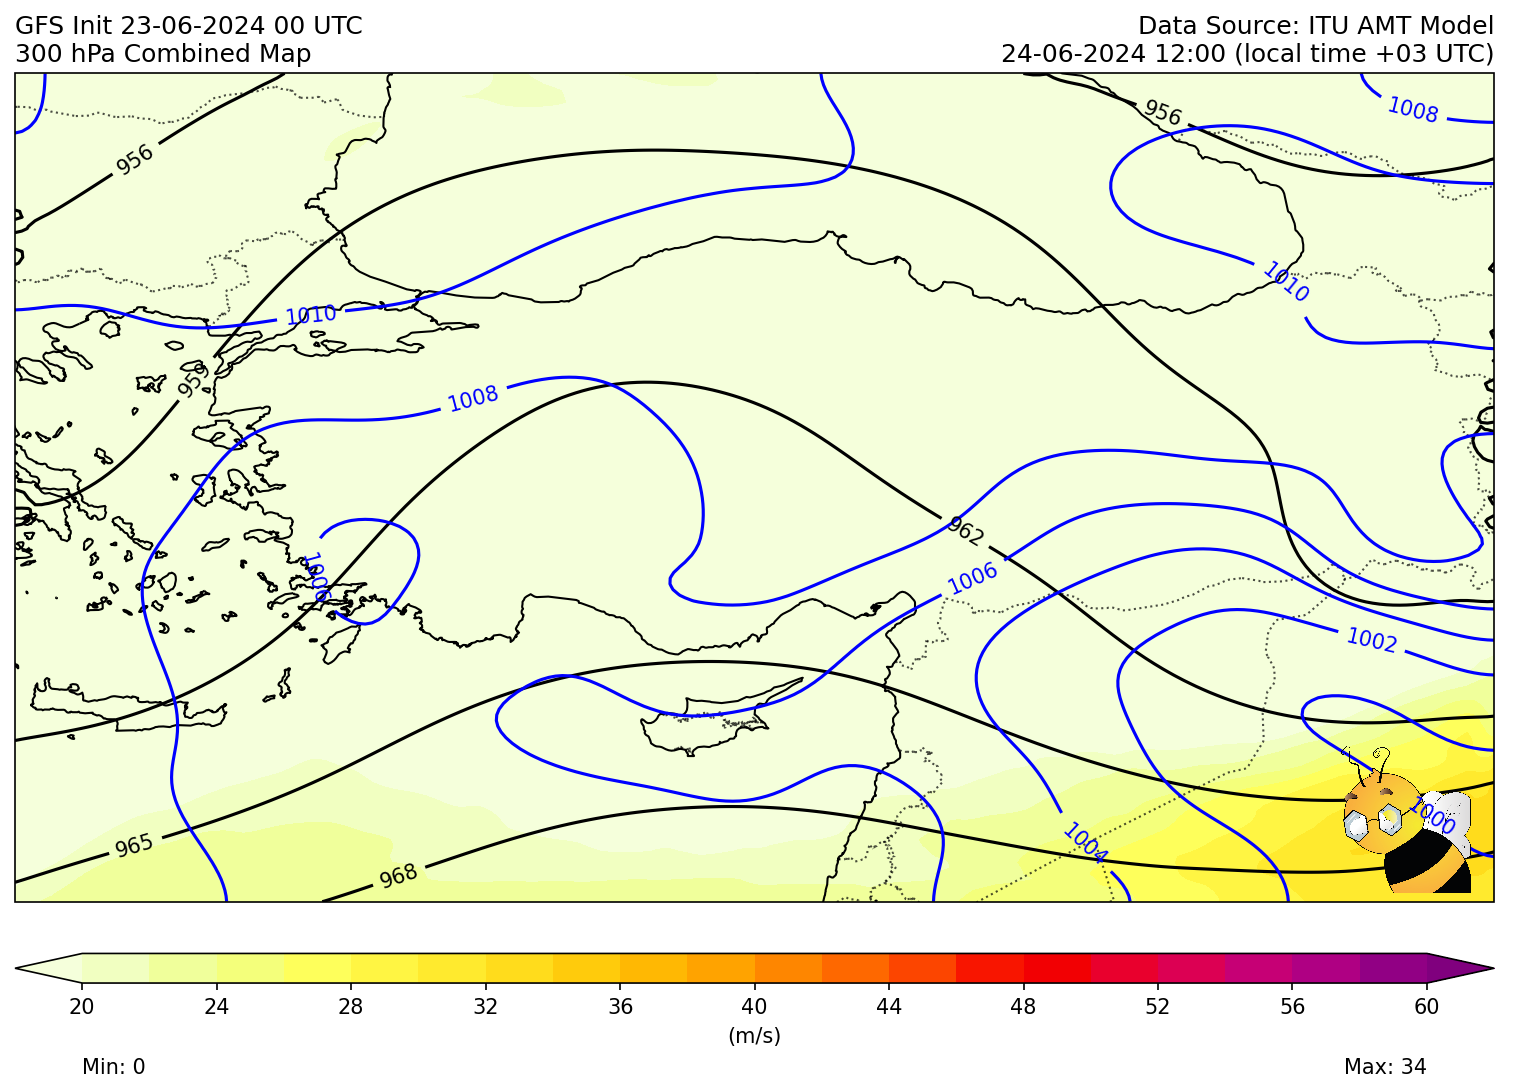 GFS Init 23-06-2024 00 UTC
Data Source: ITU AMT Model
300 hPa Combined Map
24-06-2024 12:00 (local time +03 UTC)
1008
956
956
1010
1010
959
1008
962
1006
1006
1002
1000
965
1004
968
20 24 28 32 36 40 44 48 52 56 60
(m/s)
Min: 0
Max: 34